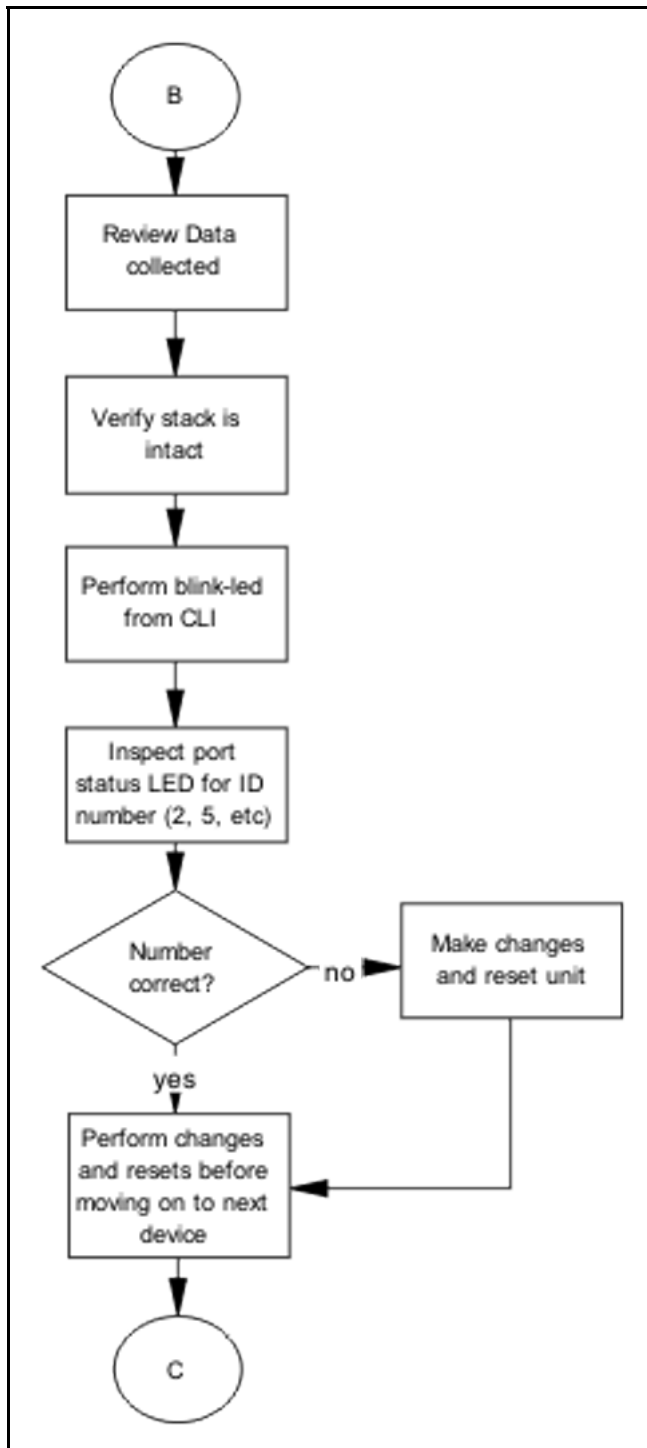 B
Review Data
collected
Verify stack is
intact
Perform blink-led
from CLI
Inspect port
status LED for ID
number (2, 5, etc)
Number
correct?
no
Make changes
and reset unit
yes
Perform changes
and resets before
moving on to next
device
C